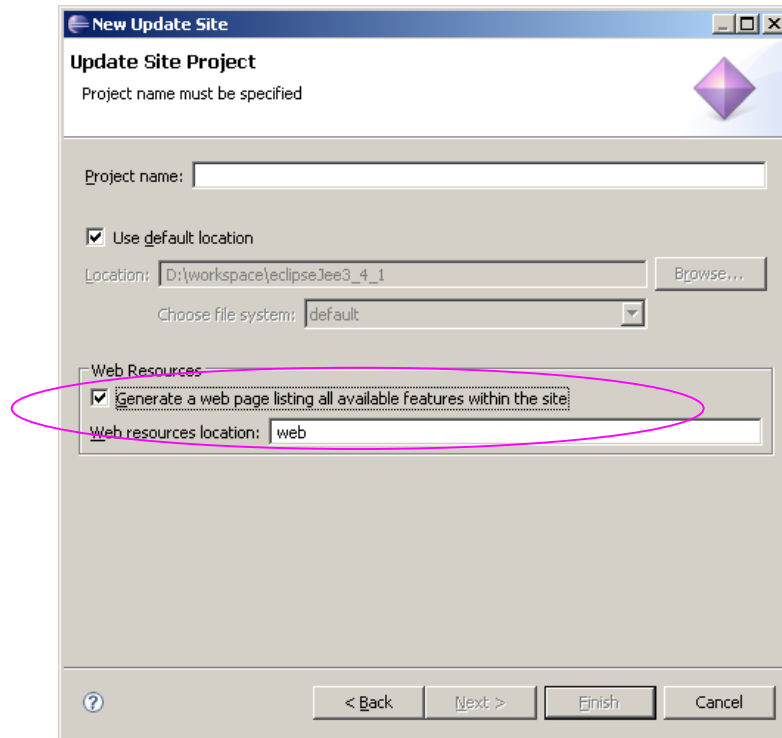 New Update Site
Update Site Project
Project name must be specified
Project name:
Use default location
Location: D:\workspace\eclipseJee3_4_1 Browse...
Choose file system: default
Web Resources
Generate a web page listing all available features within the site
Web resources location: web
? < Back Next > Finish Cancel